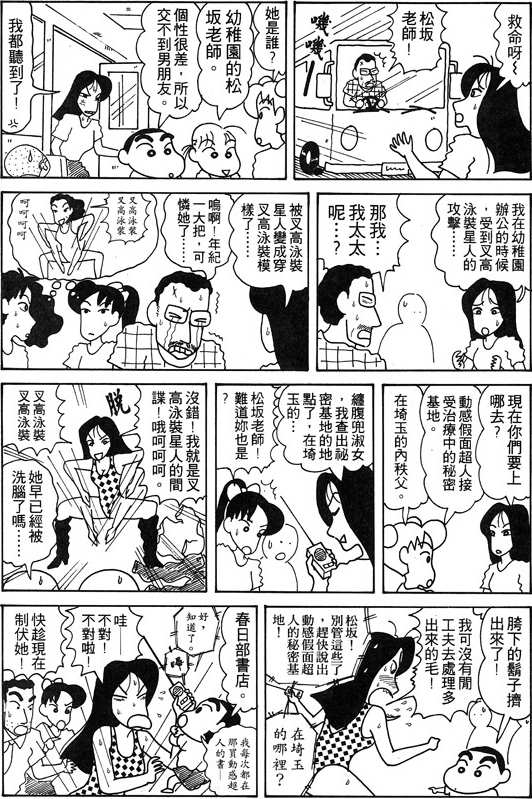 救命呀～
松坂
老師！
嘰嘰
她是誰？
幼稚園的松
坂老師。
個性很差，所以
交不到男朋友。
我都聽到了！
我在幼稚園
辦公的時候
，受到叉高
泳裝星人的
攻擊……
那我…
我太太
呢…？
被叉高泳裝
星人變成穿
叉高泳裝模
樣了……
嗚啊！年紀
一大把，可
憐她了…
叉高泳裝
叉高泳裝
呵呵呵呵
現在你們要上
哪去？
動感假面超人接
受治療中的秘密
基地。
在埼玉的內秩父。
纏腹兜淑女
，我查出祕
密基地的地
點了，在埼
玉的…
松坂老師！
難道妳也是
？
脫
沒錯！我就是叉
高泳裝星人的間
諜！哦呵呵呵。
叉高泳裝
叉高泳裝
她早已經被
洗腦了嗎……
胯下的鬍子擠
出來了！
我可沒有閒
工夫去處理多
出來的毛！
松坂！
別管這些了
，趕快說出
動感假面超
人的秘密基
地！
在埼玉
的哪裡？
春日部書店。
我每次都在
那買動感超
人的書──
好，
知道了。
嗶
哇──
不對！
不對啦！
快趁現在
制伏她！